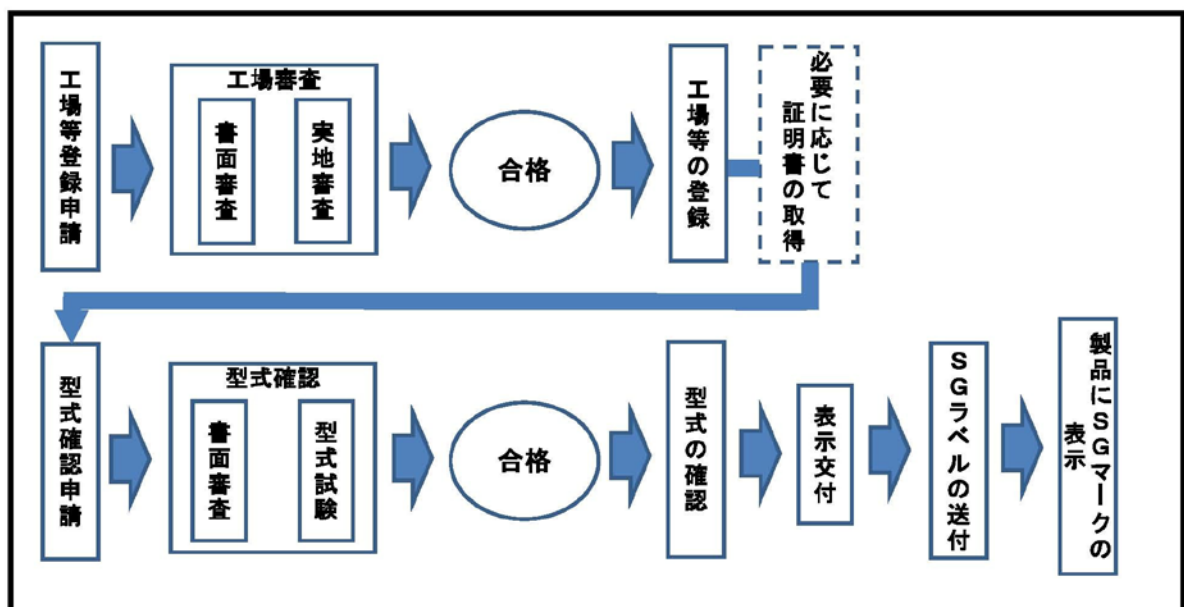 工場等登録申請
工場審査
書面審査
実地審査
合格
工場等の登録
必要に応じて
証明書の取得
型式確認申請
型式確認
書面審査
型式試験
合格
型式の確認
表示交付
SGラベルの送付
製品にSGマークの
表示